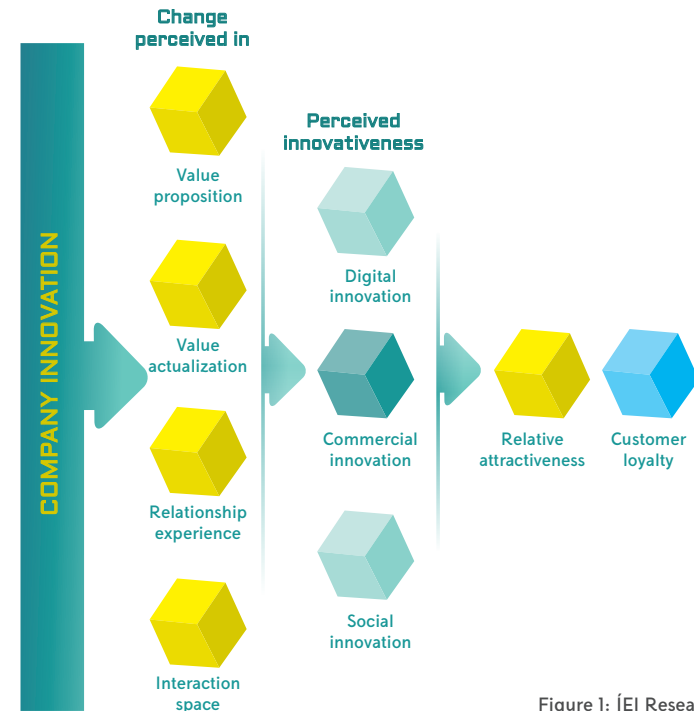 Change
perceived in
COMPANY INNOVATION
Value
proposition
Value
actualization
Relationship
experience
Interaction
space
Perceived
innovativeness
Digital
innovation
Commercial
innovation
Social
innovation
Relative
attractiveness
Customer
loyalty
Figure 1: ÍEI